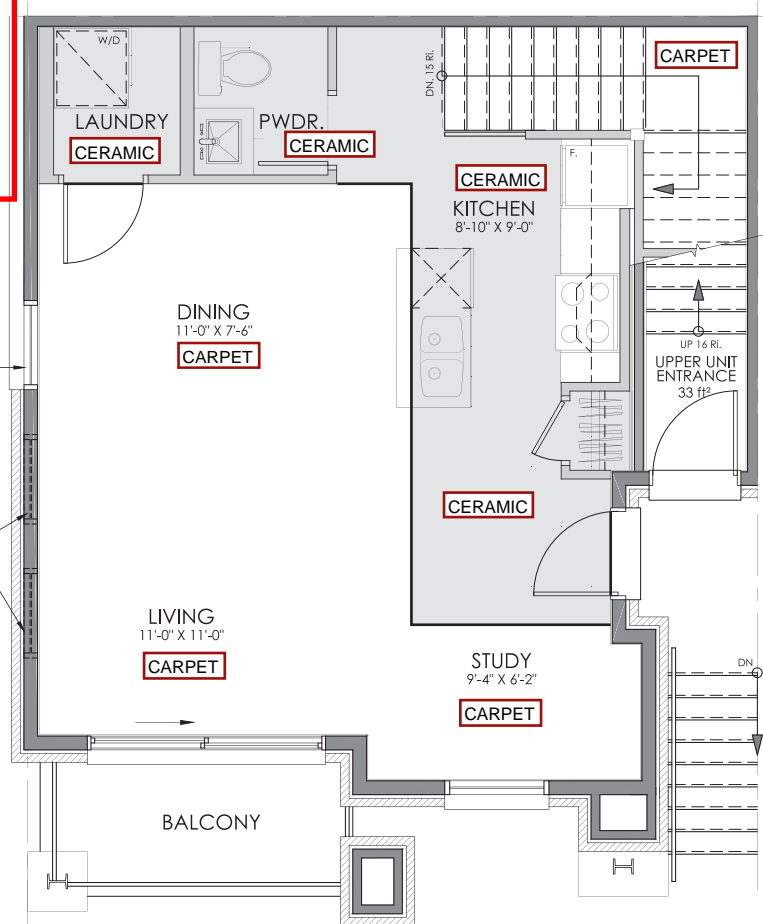 W/D
LAUNDRY
CERAMIC
PWDR.
CERAMIC
DN. 15 Ri.
CARPET
CERAMIC
F.
KITCHEN
8'-10" X 9'-0"
DINING
11'-0" X 7'-6"
CARPET
UP 16 Ri.
UPPER UNIT
ENTRANCE
33 ft²
CERAMIC
LIVING
11'-0" X 11'-0"
CARPET
STUDY
9'-4" X 6'-2"
CARPET
DN
BALCONY